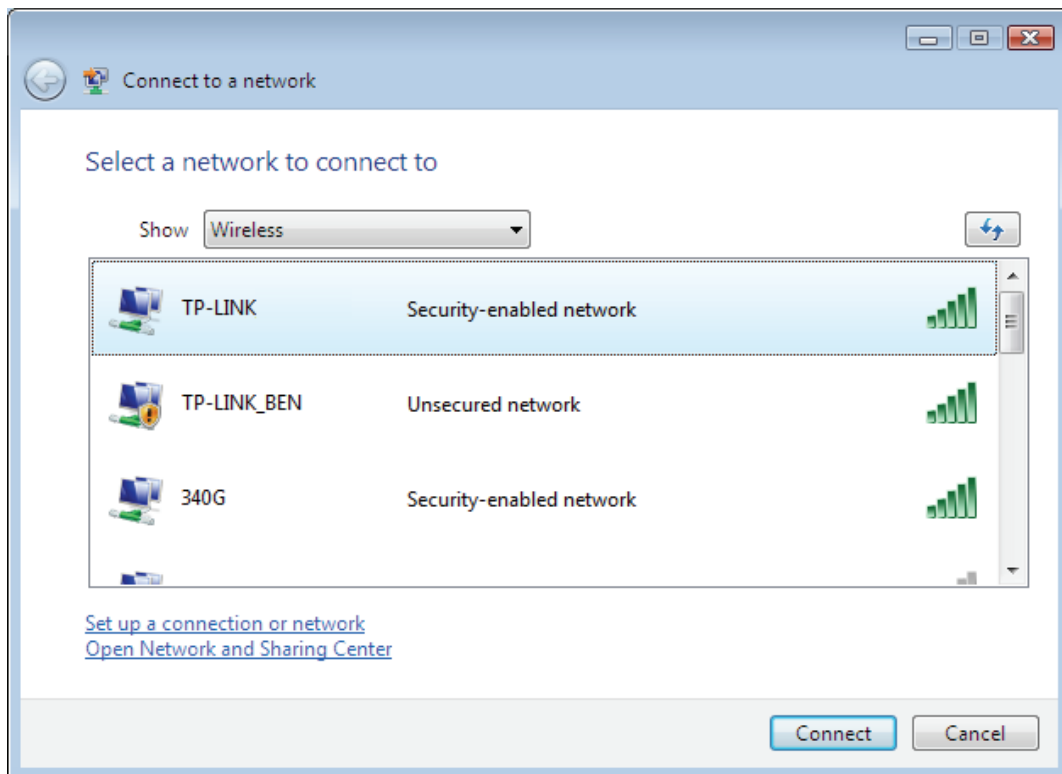 Connect to a network
Select a network to connect to
Show Wireless
TP-LINK Security-enabled network
TP-LINK_BEN Unsecured network
340G Security-enabled network
Set up a connection or network
Open Network and Sharing Center
Connect Cancel